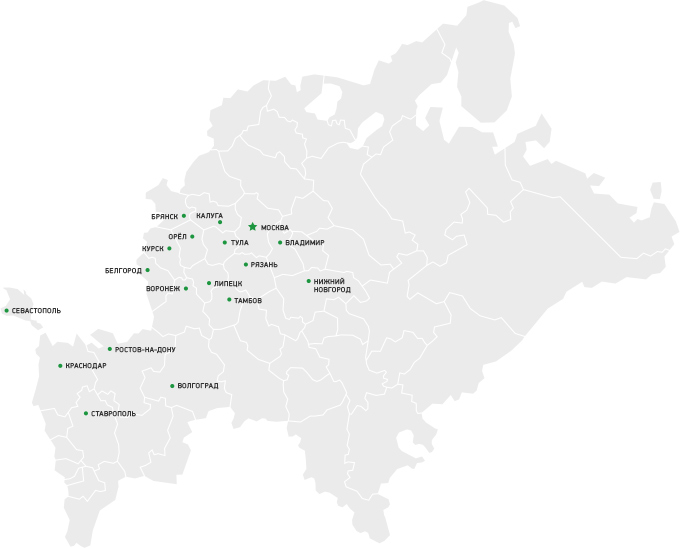 БРЯНСК
КАЛУГА
МОСКВА
ОРЁЛ
ТУЛА
ВЛАДИМИР
КУРСК
РЯЗАНЬ
БЕЛГОРОД
ЛИПЕЦК
НИЖНИЙ
НОВГОРОД
ВОРОНЕЖ
ТАМБОВ
СЕВАСТОПОЛЬ
РОСТОВ-НА-ДОНУ
КРАСНОДАР
ВОЛГОГРАД
СТАВРОПОЛЬ